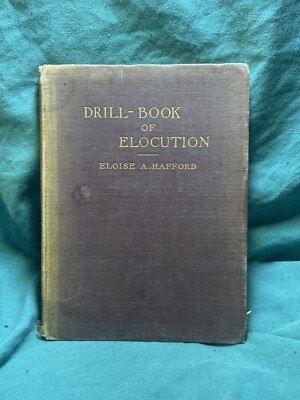 DRILL-BOOK
OF
ELOCUTION
ELOISE A. HAFFORD